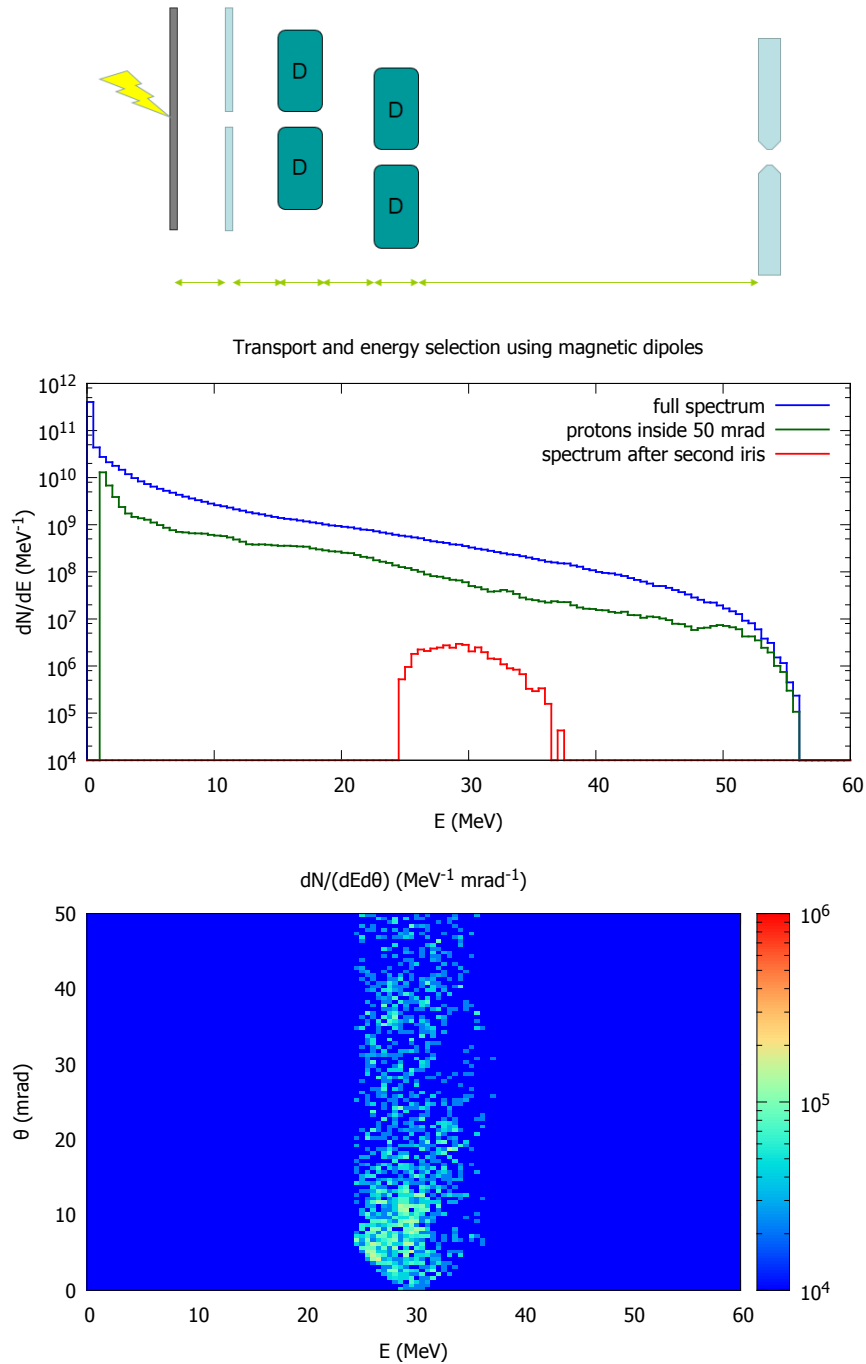 D
D
D
D
Transport and energy selection using magnetic dipoles
full spectrum
protons inside 50 mrad
spectrum after second iris
dN/dE (MeV⁻¹)
10¹²
10¹¹
10¹⁰
10⁹
10⁸
10⁷
10⁶
10⁵
10⁴
0 10 20 30 40 50 60
E (MeV)
dN/(dEdθ) (MeV⁻¹ mrad⁻¹)
θ (mrad)
50
40
30
20
10
0
10⁶
10⁵
10⁴
0 10 20 30 40 50 60
E (MeV)